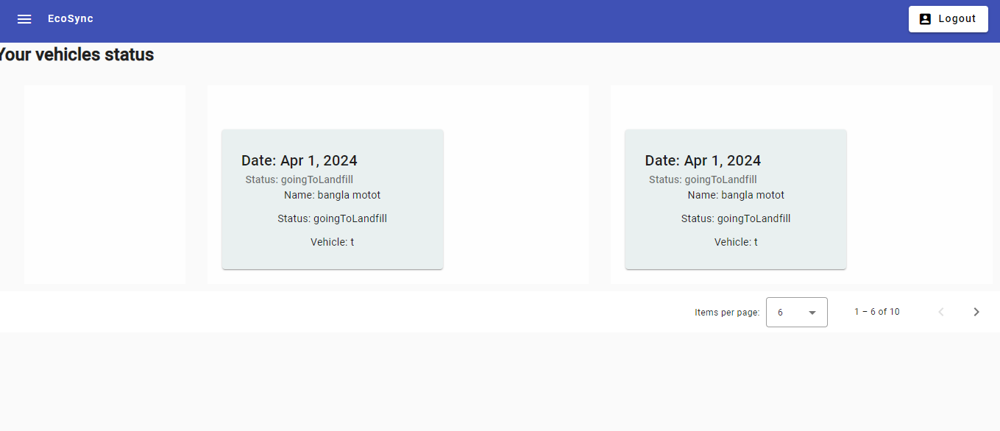 EcoSync
Logout
Your vehicles status
Date: Apr 1, 2024
Status: goingToLandfill
Name: bangla motot
Status: goingToLandfill
Vehicle: t
Date: Apr 1, 2024
Status: goingToLandfill
Name: bangla motot
Status: goingToLandfill
Vehicle: t
Items per page: 6 1 – 6 of 10